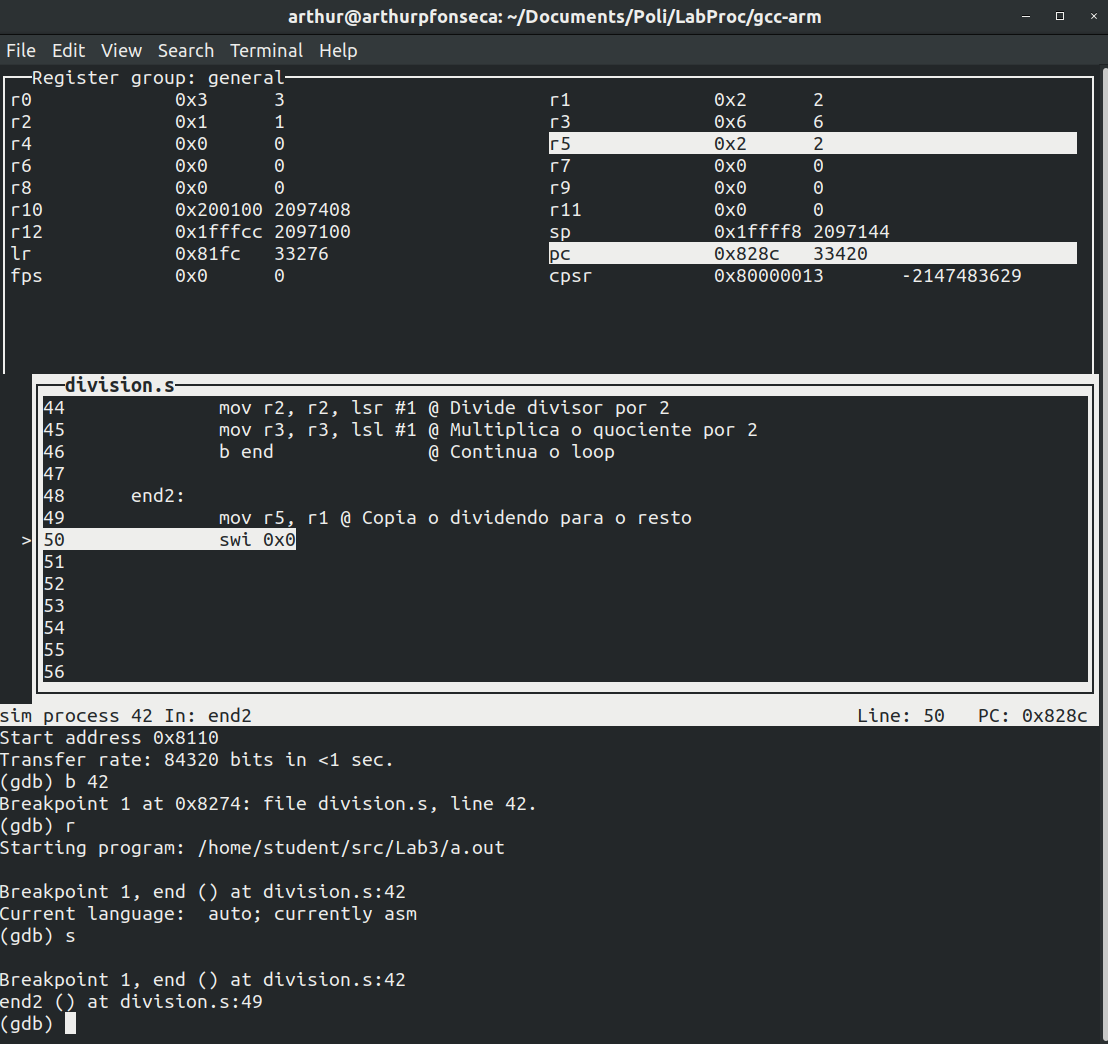 arthur@arthurpfonseca: ~/Documents/Poli/LabProc/gcc-arm
File Edit View Search Terminal Help
Register group: general
r0 0x3 3 r1 0x2 2
r2 0x1 1 r3 0x6 6
r4 0x0 0 r5 0x2 2
r6 0x0 0 r7 0x0 0
r8 0x0 0 r9 0x0 0
r10 0x200100 2097408 r11 0x0 0
r12 0x1fffcc 2097100 sp 0x1ffff8 2097144
lr 0x81fc 33276 pc 0x828c 33420
fps 0x0 0 cpsr 0x80000013 -2147483629
division.s
44 mov r2, r2, lsr #1 @ Divide divisor por 2
45 mov r3, r3, lsl #1 @ Multiplica o quociente por 2
46 b end @ Continua o loop
47
48 end2:
49 mov r5, r1 @ Copia o dividendo para o resto
> 50 swi 0x0
51
52
53
54
55
56
sim process 42 In: end2 Line: 50 PC: 0x828c
Start address 0x8110
Transfer rate: 84320 bits in <1 sec.
(gdb) b 42
Breakpoint 1 at 0x8274: file division.s, line 42.
(gdb) r
Starting program: /home/student/src/Lab3/a.out
Breakpoint 1, end () at division.s:42
Current language:  auto; currently asm
(gdb) s
Breakpoint 1, end () at division.s:42
end2 () at division.s:49
(gdb)